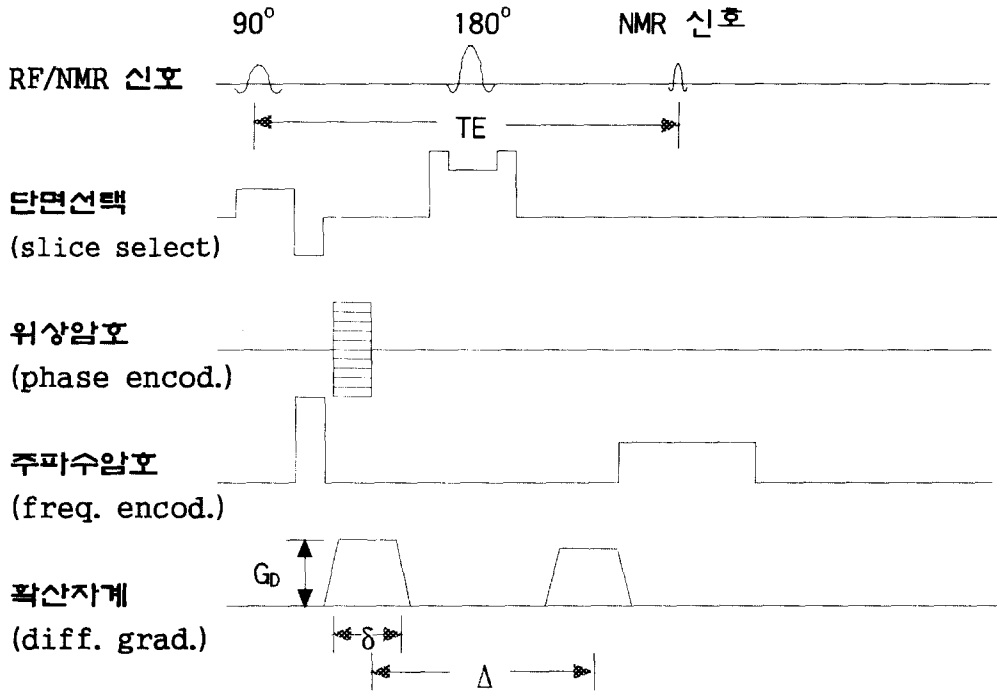 90° 180° NMR 신호
RF/NMR 신호
TE
단면선택
(slice select)
위상암호
(phase encod.)
주파수암호
(freq. encod.)
G_D
확산자계
(diff. grad.)
δ
Δ